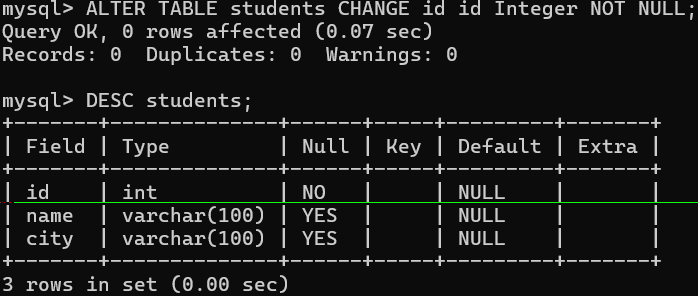 mysql> ALTER TABLE students CHANGE id id Integer NOT NULL;
Query OK, 0 rows affected (0.07 sec)
Records: 0  Duplicates: 0  Warnings: 0

mysql> DESC students;
+-------+--------------+------+-----+---------+-------+
| Field | Type         | Null | Key | Default | Extra |
+-------+--------------+------+-----+---------+-------+
| id    | int          | NO   |     | NULL    |       |
| name  | varchar(100) | YES  |     | NULL    |       |
| city  | varchar(100) | YES  |     | NULL    |       |
+-------+--------------+------+-----+---------+-------+
3 rows in set (0.00 sec)